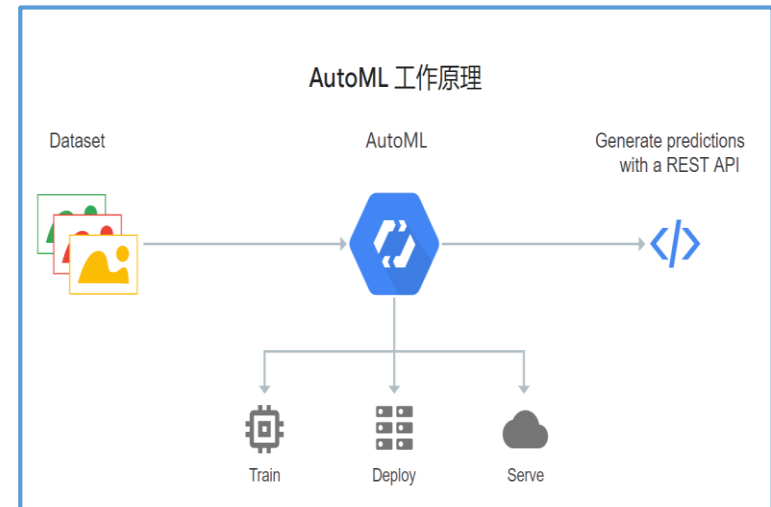 AutoML 工作原理
Dataset
AutoML
Generate predictions
with a REST API
Train
Deploy
Serve